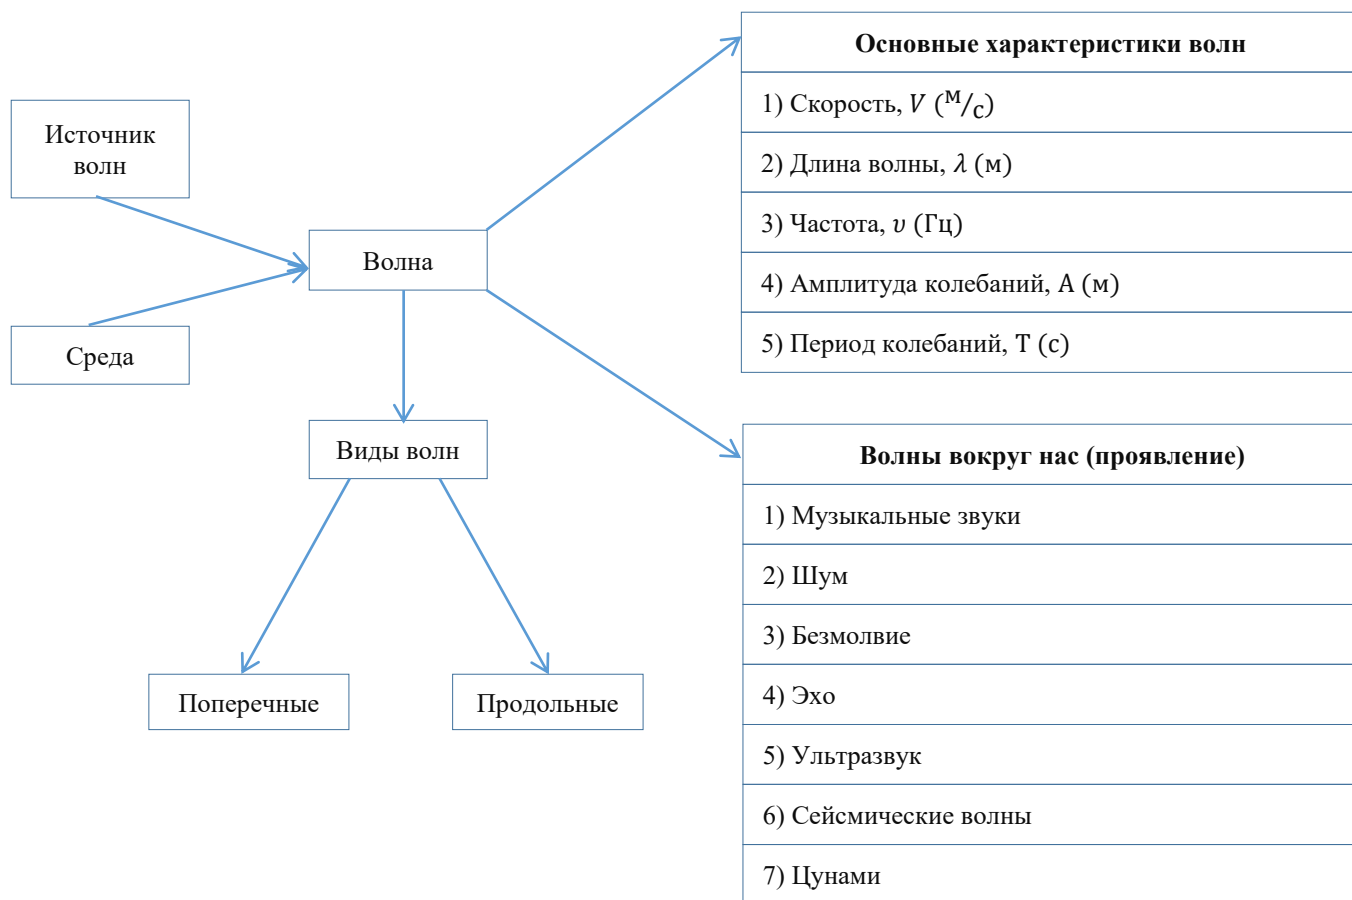 Источник
волн
Среда
Волна
Виды волн
Поперечные
Продольные
Основные характеристики волн
1) Скорость, V (м/с)
2) Длина волны, λ (м)
3) Частота, υ (Гц)
4) Амплитуда колебаний, А (м)
5) Период колебаний, Т (с)
Волны вокруг нас (проявление)
1) Музыкальные звуки
2) Шум
3) Безмолвие
4) Эхо
5) Ультразвук
6) Сейсмические волны
7) Цунами